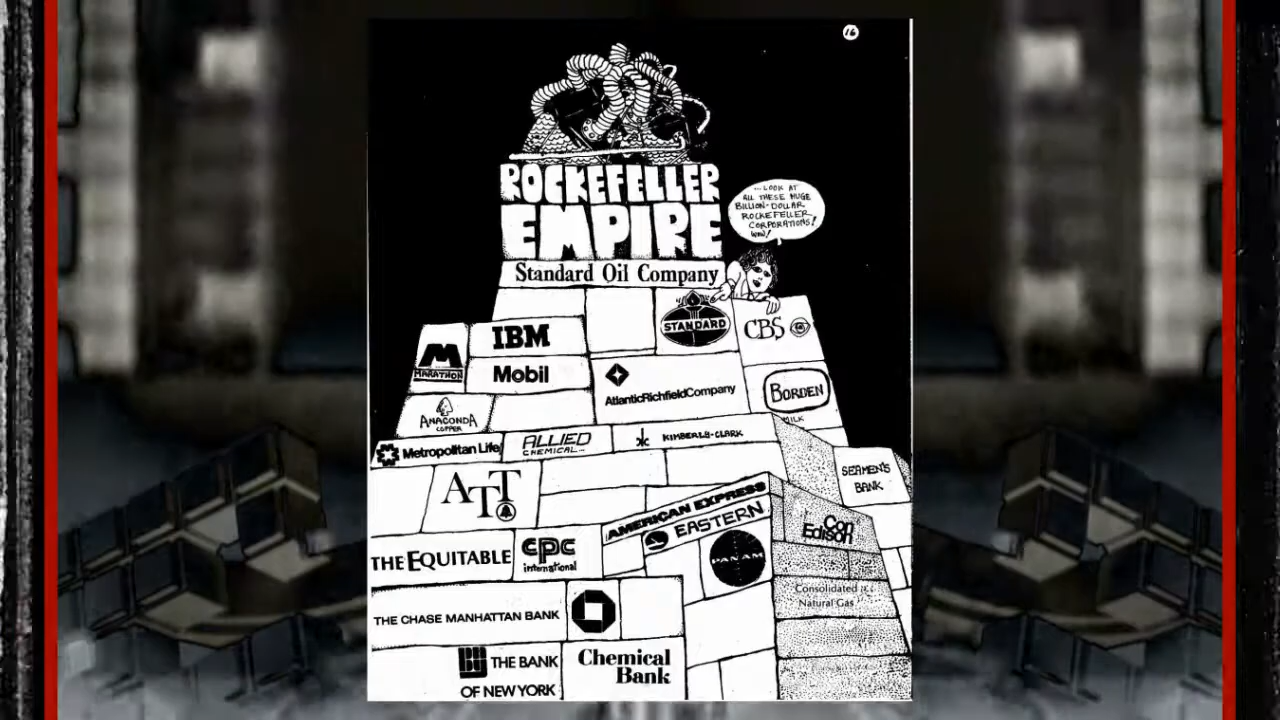 16
ROCKEFELLER
EMPIRE
...LOOK AT
ALL THESE HUGE
BILLION-DOLLAR
ROCKEFELLER
CORPORATIONS!
WOW!
Standard Oil Company
STANDARD
CBS
IBM
M
MARATHON
Mobil
AtlanticRichfieldCompany
BORDEN
MILK
ANACONDA
COPPER
Metropolitan Life
ALLIED
CHEMICAL...
KIMBERLY-CLARK
SEAMEN'S
BANK
ATT
AMERICAN EXPRESS
EASTERN
Con
Edison
THE EQUITABLE
cpc
international
PAN AM
Consolidated
Natural Gas
THE CHASE MANHATTAN BANK
THE BANK
OF NEW YORK
Chemical
Bank